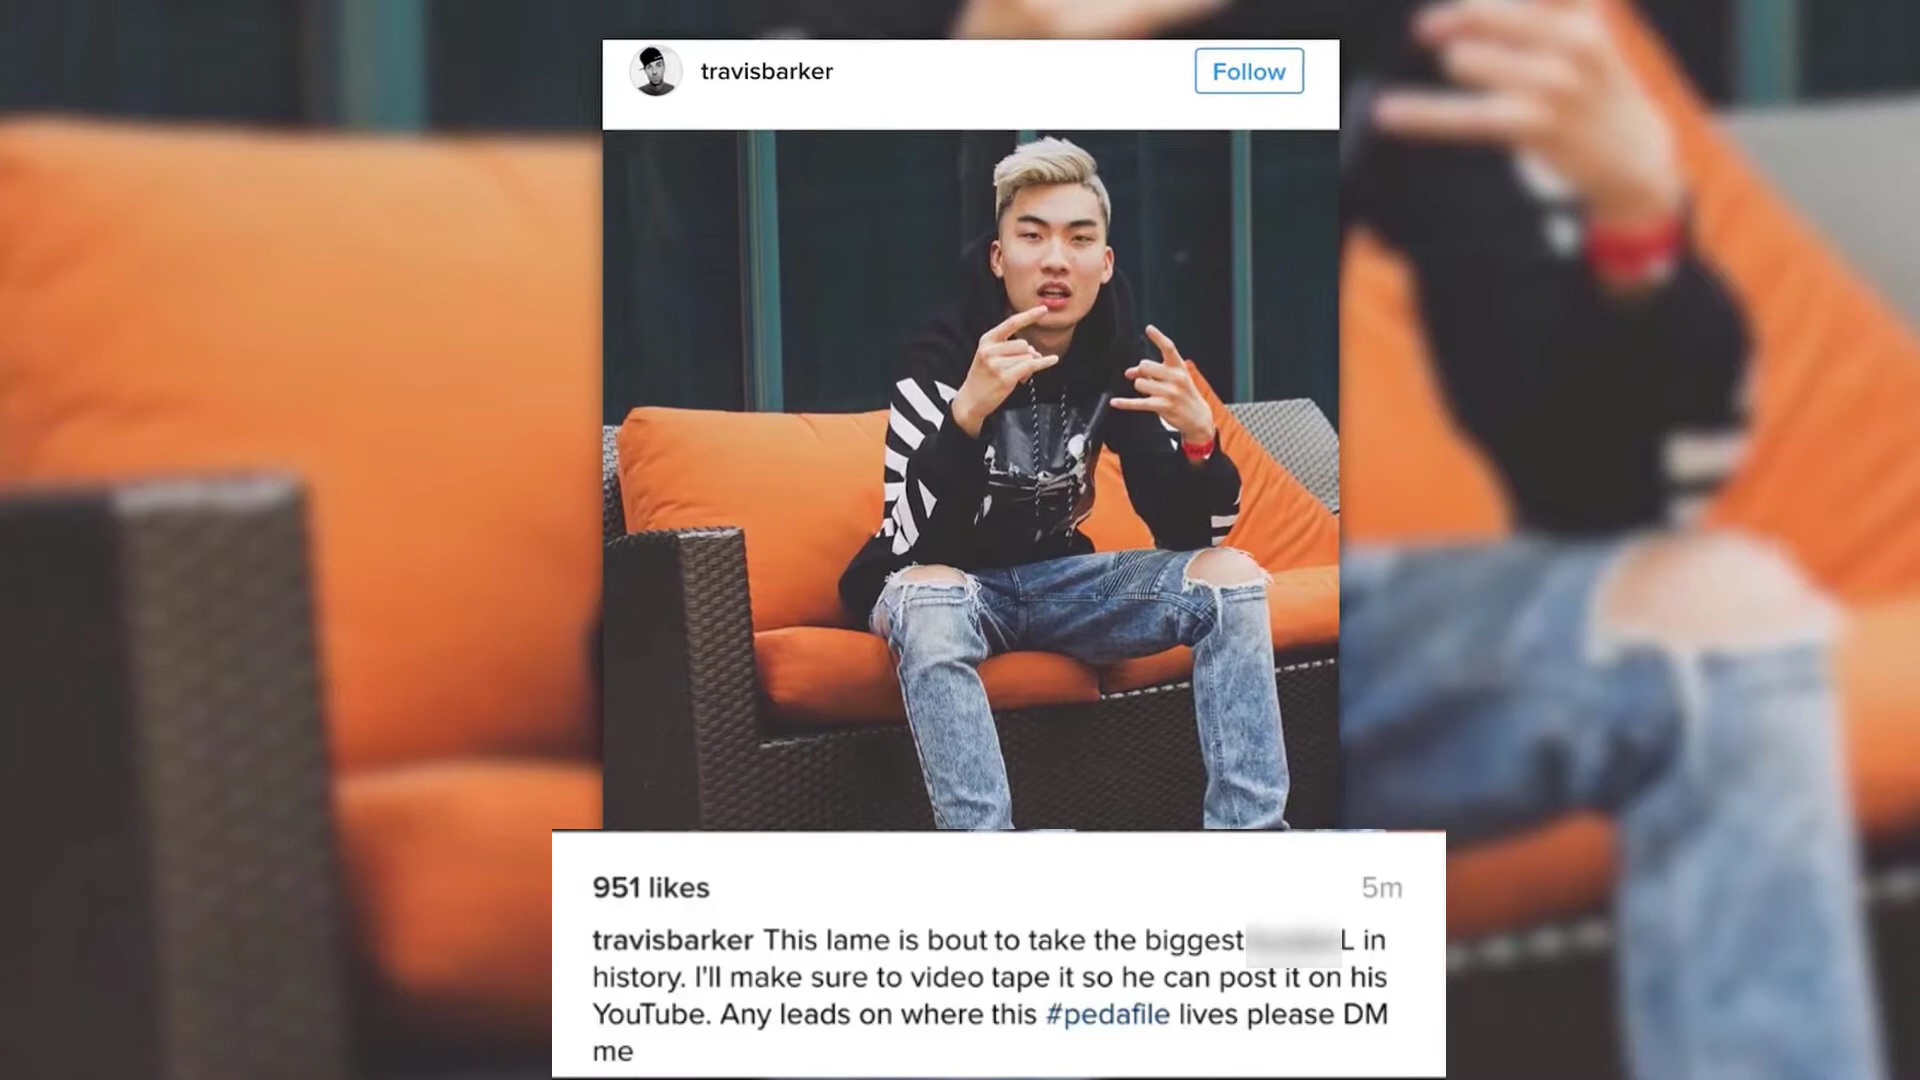 travisbarker
Follow
951 likes
5m
travisbarker This lame is bout to take the biggest L in
history. I'll make sure to video tape it so he can post it on his
YouTube. Any leads on where this #pedafile lives please DM
me